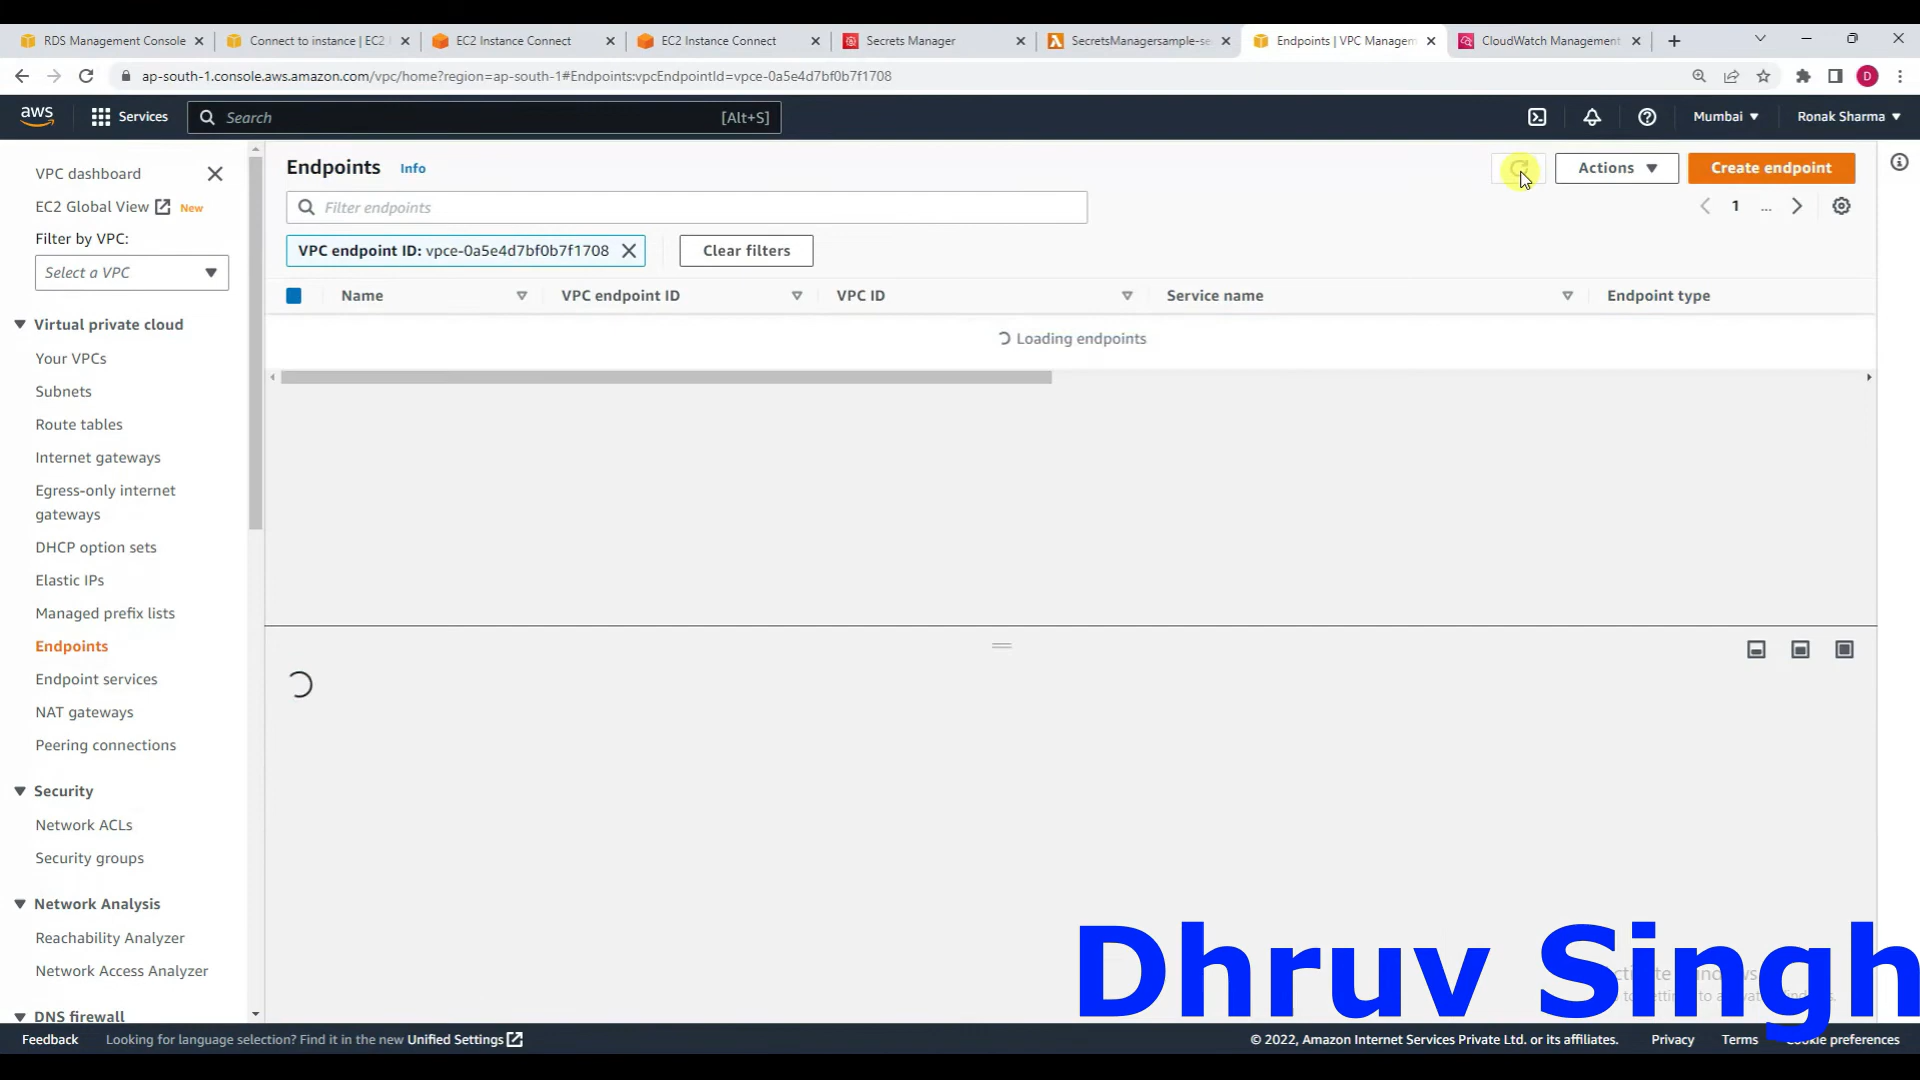 RDS Management Console
Connect to instance | EC2
EC2 Instance Connect
EC2 Instance Connect
Secrets Manager
SecretsManagersample-se
Endpoints | VPC Managem
CloudWatch Management
ap-south-1.console.aws.amazon.com/vpc/home?region=ap-south-1#Endpoints:vpcEndpointId=vpce-0a5e4d7bf0b7f1708
D
aws
Services
Search
[Alt+S]
Mumbai
Ronak Sharma
VPC dashboard
EC2 Global View
New
Filter by VPC:
Select a VPC
Virtual private cloud
Your VPCs
Subnets
Route tables
Internet gateways
Egress-only internet
gateways
DHCP option sets
Elastic IPs
Managed prefix lists
Endpoints
Endpoint services
NAT gateways
Peering connections
Security
Network ACLs
Security groups
Network Analysis
Reachability Analyzer
Network Access Analyzer
DNS firewall
Endpoints Info
Actions
Create endpoint
Filter endpoints
1 ...
VPC endpoint ID: vpce-0a5e4d7bf0b7f1708
Clear filters
Name
VPC endpoint ID
VPC ID
Service name
Endpoint type
Loading endpoints
Dhruv Singh
Feedback
Looking for language selection? Find it in the new Unified Settings
© 2022, Amazon Internet Services Private Ltd. or its affiliates.
Privacy
Terms
Cookie preferences